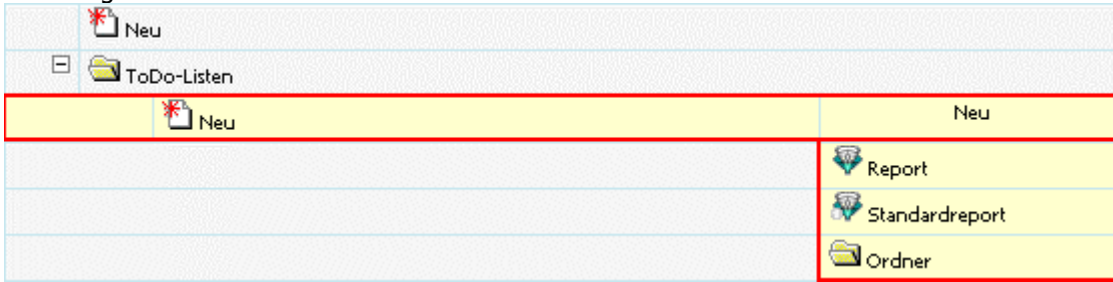 Neu
ToDo-Listen
Neu Neu
Report
Standardreport
Ordner